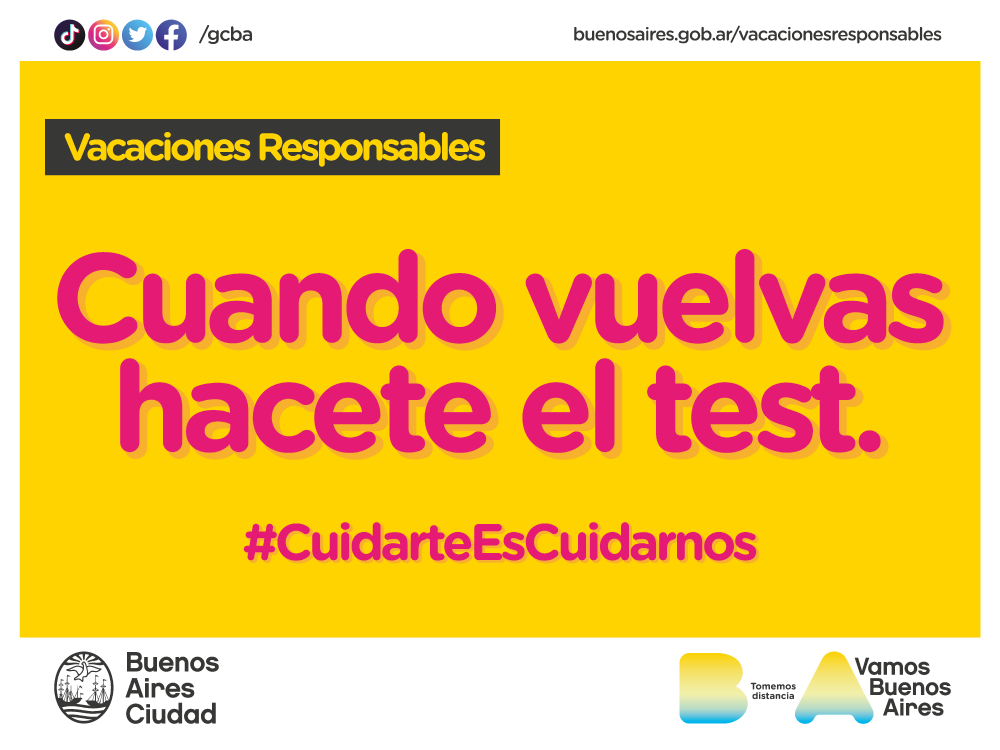 /gcba
buenosaires.gob.ar/vacacionesresponsables
Vacaciones Responsables
Cuando vuelvas
hacete el test.
#CuidarteEsCuidarnos
Buenos
Aires
Ciudad
BA
Tomemos
distancia
Vamos
Buenos
Aires